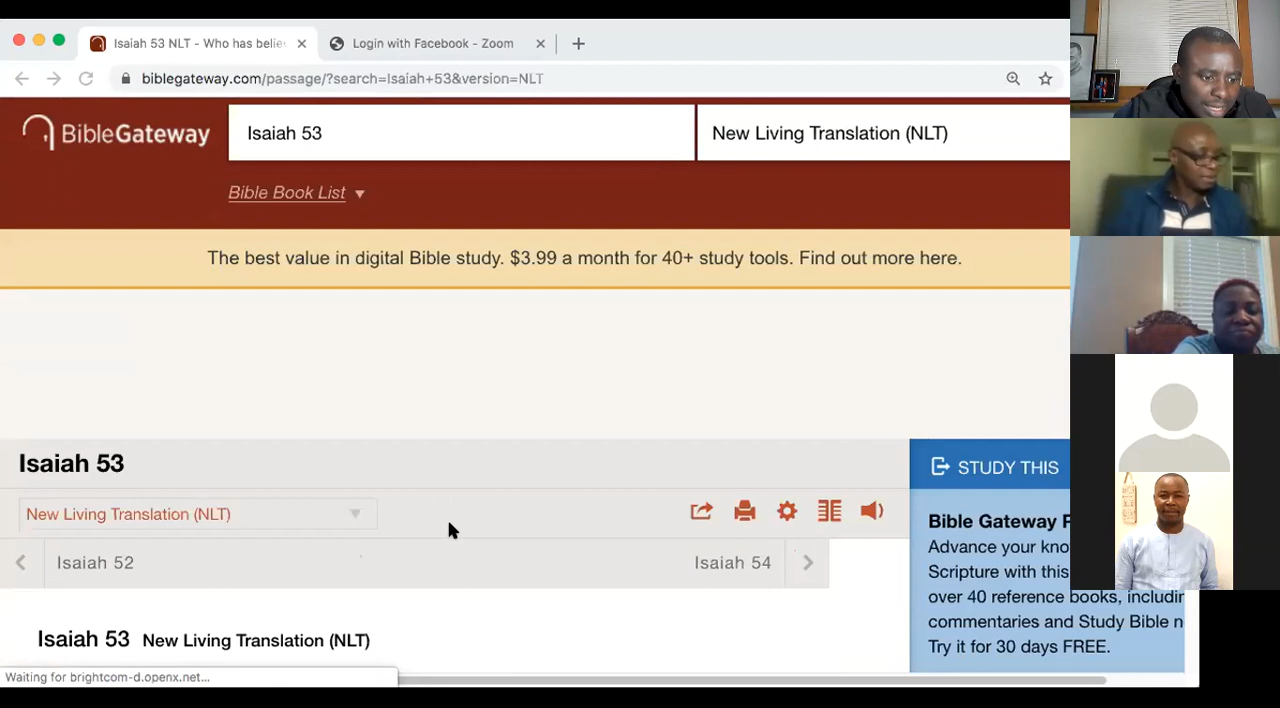 Isaiah 53 NLT - Who has belie
Login with Facebook - Zoom
biblegateway.com/passage/?search=Isaiah+53&version=NLT
BibleGateway
Isaiah 53
New Living Translation (NLT)
Bible Book List
The best value in digital Bible study. $3.99 a month for 40+ study tools. Find out more here.
Isaiah 53
STUDY THIS
New Living Translation (NLT)
Isaiah 52
Isaiah 54
Bible Gateway P
Advance your kno
Scripture with this
over 40 reference books, includin
commentaries and Study Bible n
Try it for 30 days FREE.
Isaiah 53 New Living Translation (NLT)
Waiting for brightcom-d.openx.net...